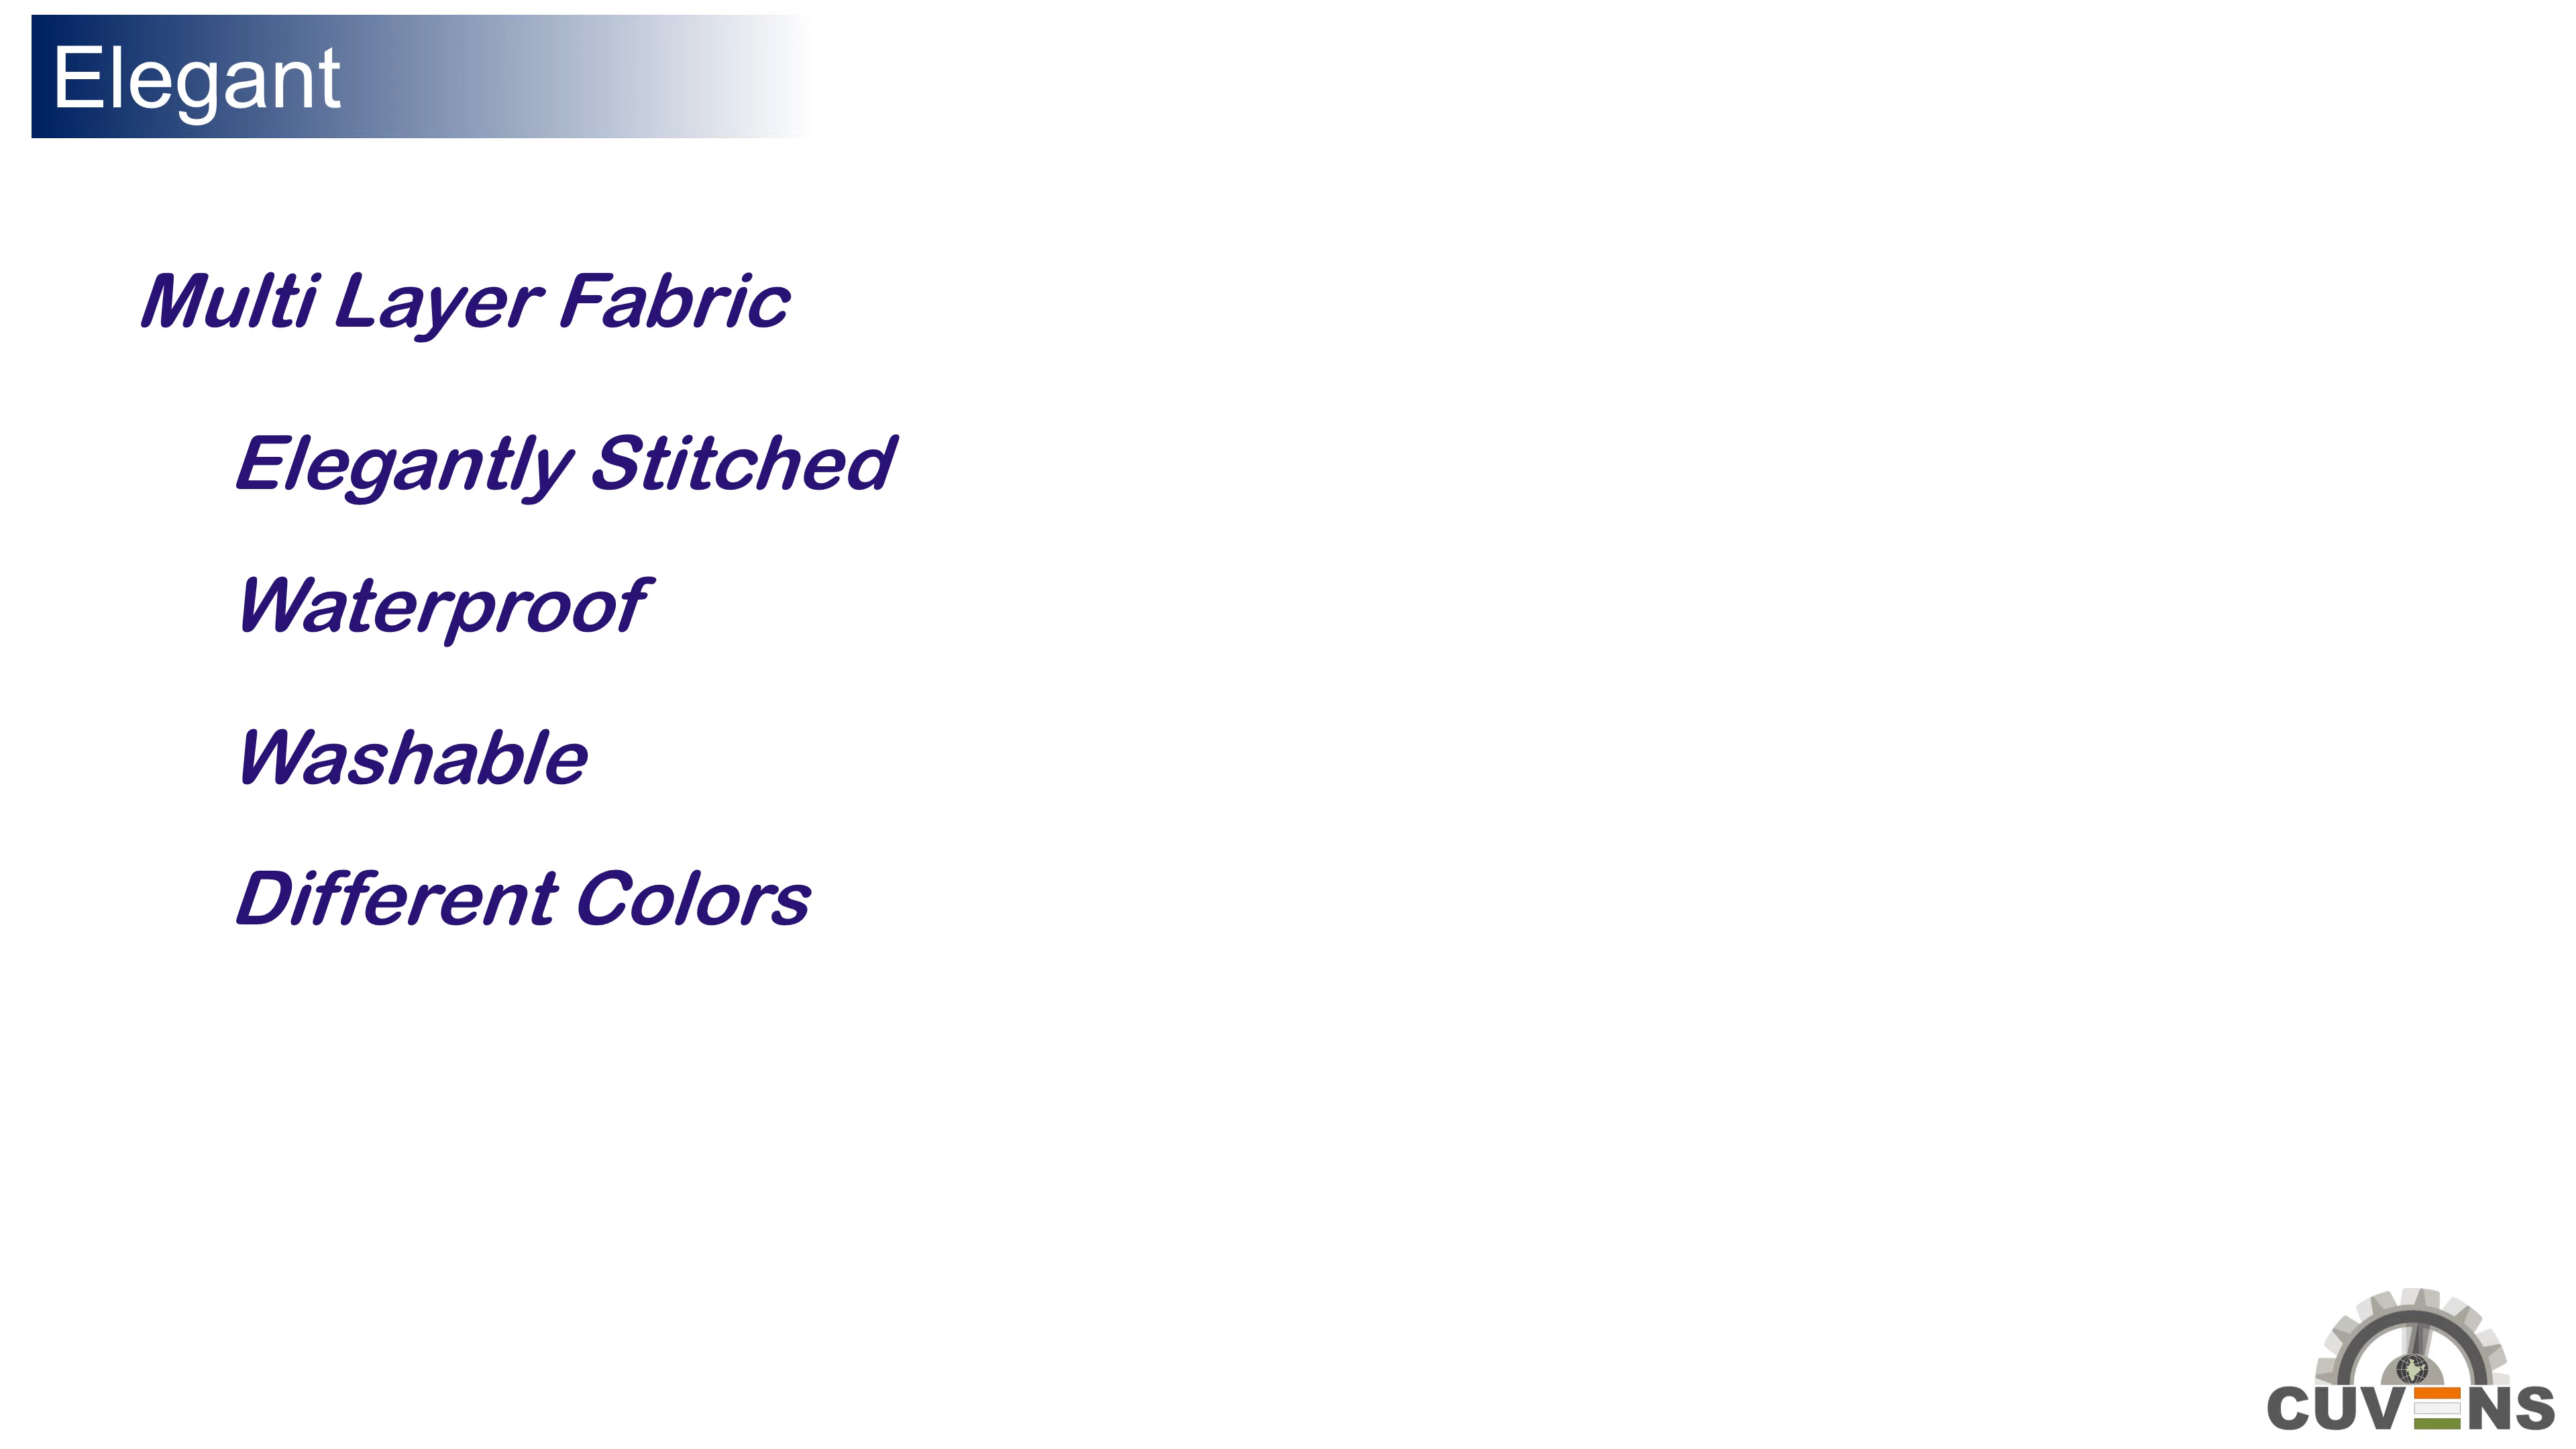 Elegant
Multi Layer Fabric
Elegantly Stitched
Waterproof
Washable
Different Colors
CUVENS